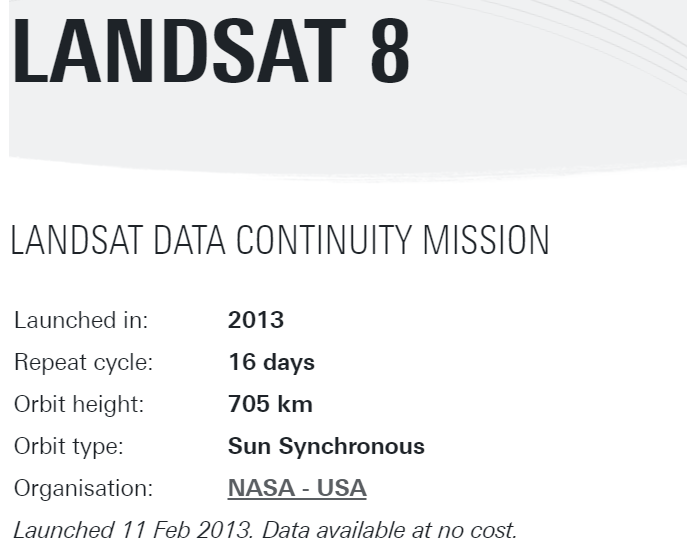 LANDSAT 8
LANDSAT DATA CONTINUITY MISSION
Launched in: 2013
Repeat cycle: 16 days
Orbit height: 705 km
Orbit type: Sun Synchronous
Organisation: NASA - USA
Launched 11 Feb 2013. Data available at no cost.